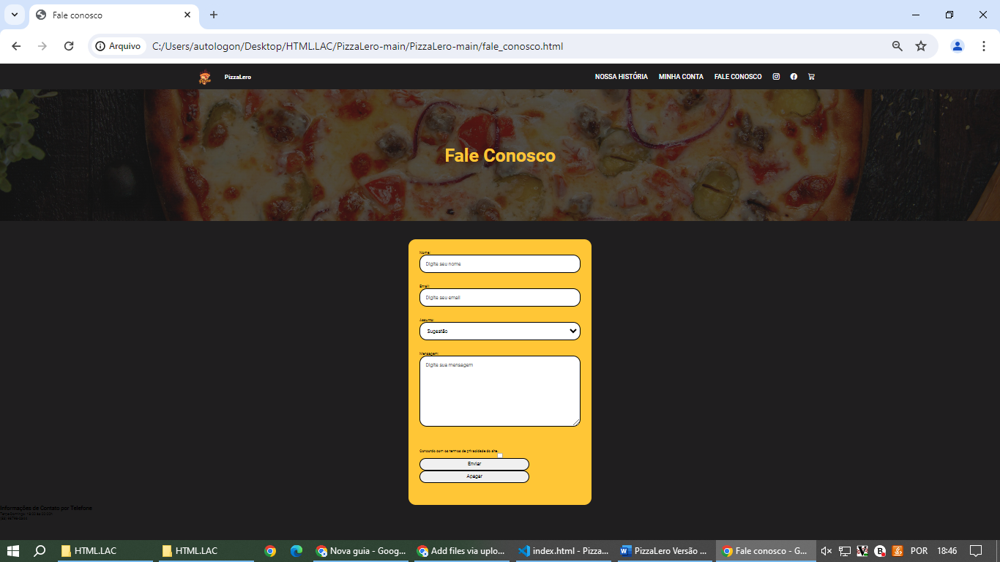 Fale conosco
Arquivo
C:/Users/autologon/Desktop/HTML.LAC/PizzaLero-main/PizzaLero-main/fale_conosco.html
PizzaLero
NOSSA HISTÓRIA
MINHA CONTA
FALE CONOSCO
Fale Conosco
Nome:
Digite seu nome
Email:
Digite seu email
Assunto:
Sugestão
Mensagem:
Digite sua mensagem
Concordo com os termos de privacidade do site
Enviar
Apagar
Informações de Contato por Telefone
HTML.LAC
HTML.LAC
Nova guia - Goog...
Add files via uplo...
index.html - Pizza...
PizzaLero Versão ...
Fale conosco - G...
POR
18:46